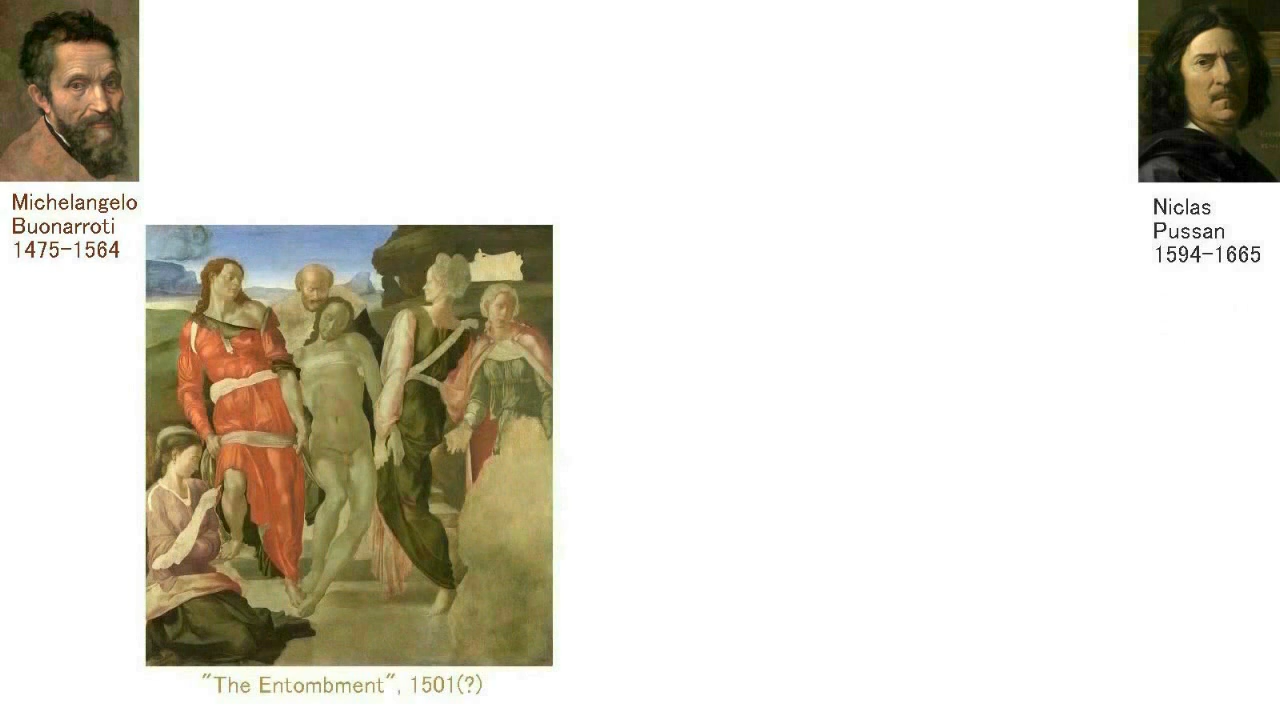 Michelangelo
Buonarroti
1475-1564
Niclas
Pussan
1594-1665
"The Entombment", 1501(?)